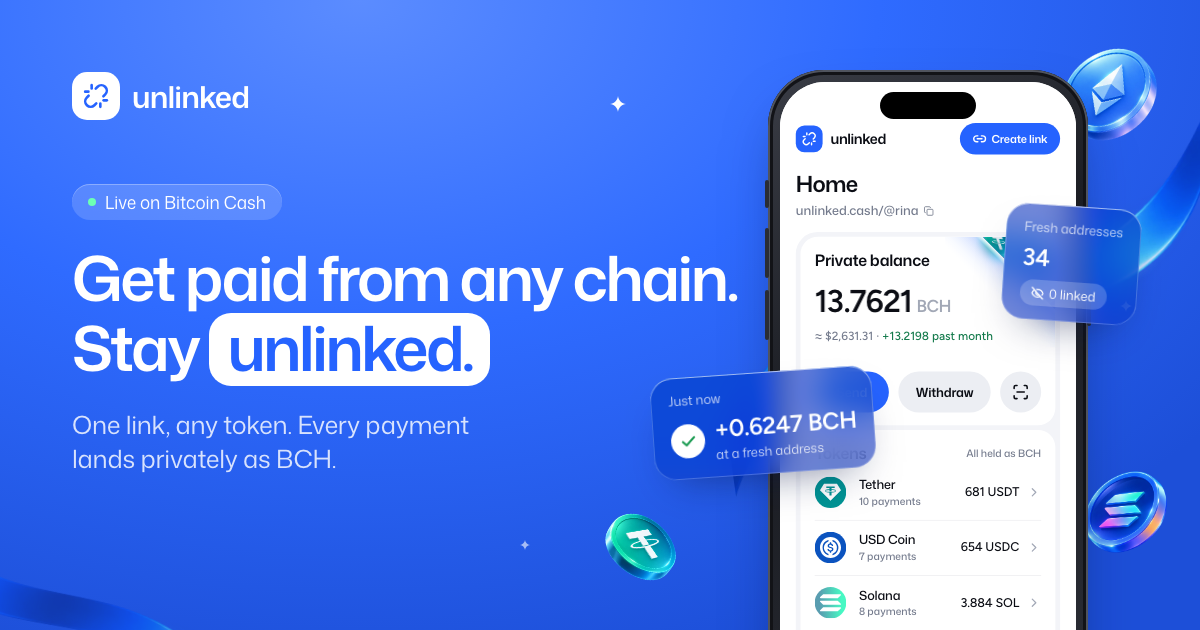 unlinked
Live on Bitcoin Cash
Get paid from any chain.
Stay unlinked.
One link, any token. Every payment
lands privately as BCH.
unlinked
Create link
Home
unlinked.cash/@rina
Fresh addresses
34
0 linked
Private balance
13.7621 BCH
≈ $2,631.31 · +13.2198 past month
Withdraw
Just now
+0.6247 BCH
at a fresh address
Tokens
All held as BCH
Tether
10 payments
681 USDT
USD Coin
7 payments
654 USDC
Solana
8 payments
3.884 SOL